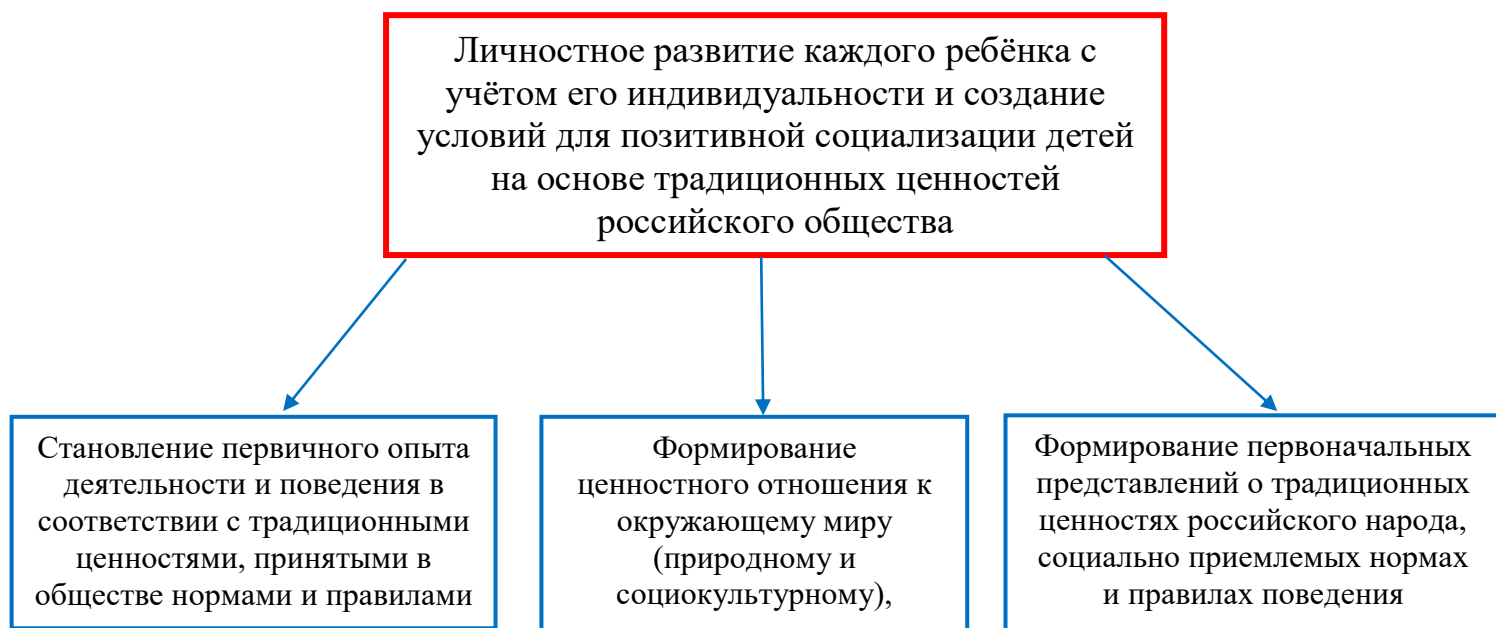 Личностное развитие каждого ребёнка с
учётом его индивидуальности и создание
условий для позитивной социализации детей
на основе традиционных ценностей
российского общества
Становление первичного опыта
деятельности и поведения в
соответствии с традиционными
ценностями, принятыми в
обществе нормами и правилами
Формирование
ценностного отношения к
окружающему миру
(природному и
социокультурному),
Формирование первоначальных
представлений о традиционных
ценностях российского народа,
социально приемлемых нормах
и правилах поведения